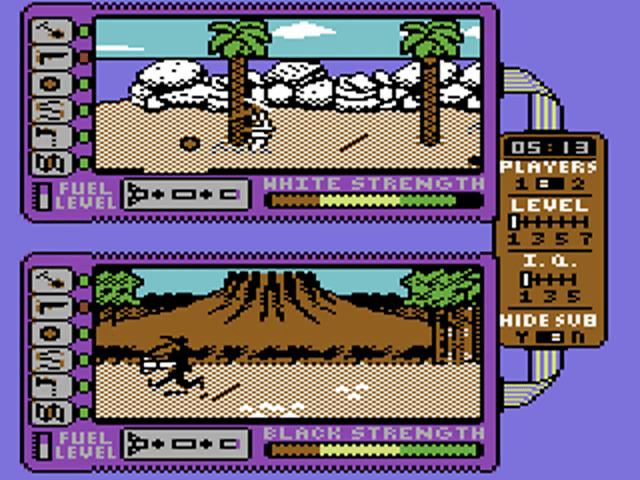 FUEL
LEVEL
WHITE STRENGTH
05:13
PLAYERS
1 2
LEVEL
1 3 5 7
I.Q.
1 3 5
HIDE SUB
Y N
FUEL
LEVEL
BLACK STRENGTH